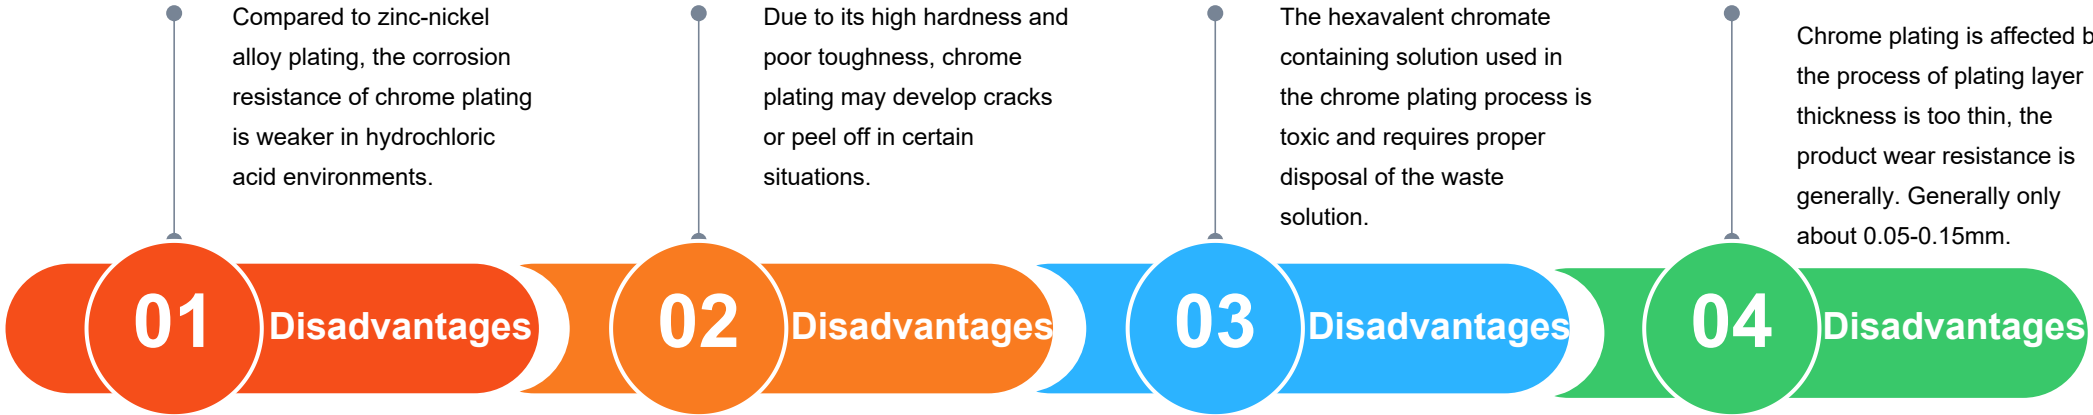 Compared to zinc-nickel
alloy plating, the corrosion
resistance of chrome plating
is weaker in hydrochloric
acid environments.
01
Disadvantages
Due to its high hardness and
poor toughness, chrome
plating may develop cracks
or peel off in certain
situations.
02
Disadvantages
The hexavalent chromate
containing solution used in
the chrome plating process is
toxic and requires proper
disposal of the waste
solution.
03
Disadvantages
Chrome plating is affected
the process of plating layer
thickness is too thin, the
product wear resistance is
generally. Generally only
about 0.05-0.15mm.
04
Disadvantages